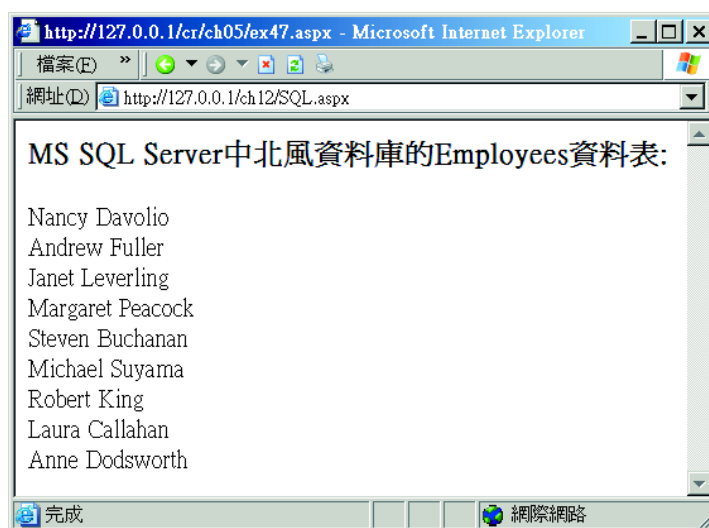 http://127.0.0.1/cr/ch05/ex47.aspx - Microsoft Internet Explorer
檔案(F) »
網址(D) http://127.0.0.1/ch12/SQL.aspx
MS SQL Server中北風資料庫的Employees資料表:
Nancy Davolio
Andrew Fuller
Janet Leverling
Margaret Peacock
Steven Buchanan
Michael Suyama
Robert King
Laura Callahan
Anne Dodsworth
完成 網際網路